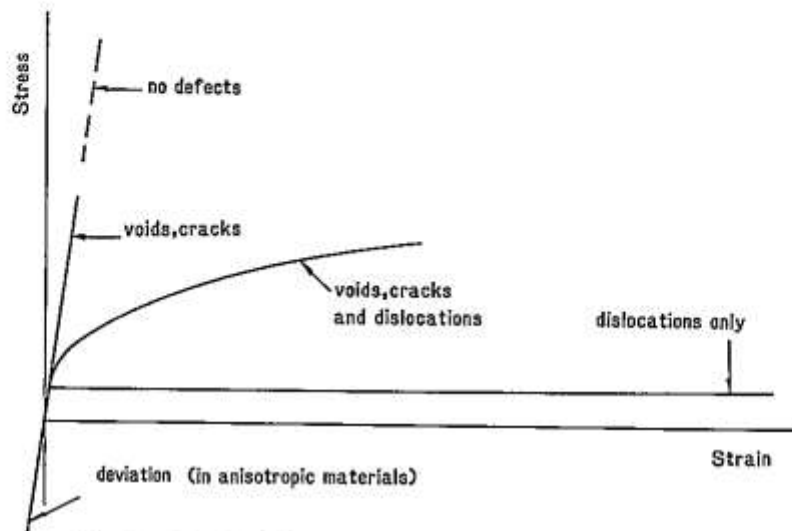 Stress
no defects
voids,cracks
voids,cracks
and dislocations
dislocations only
Strain
deviation (in anisotropic materials)